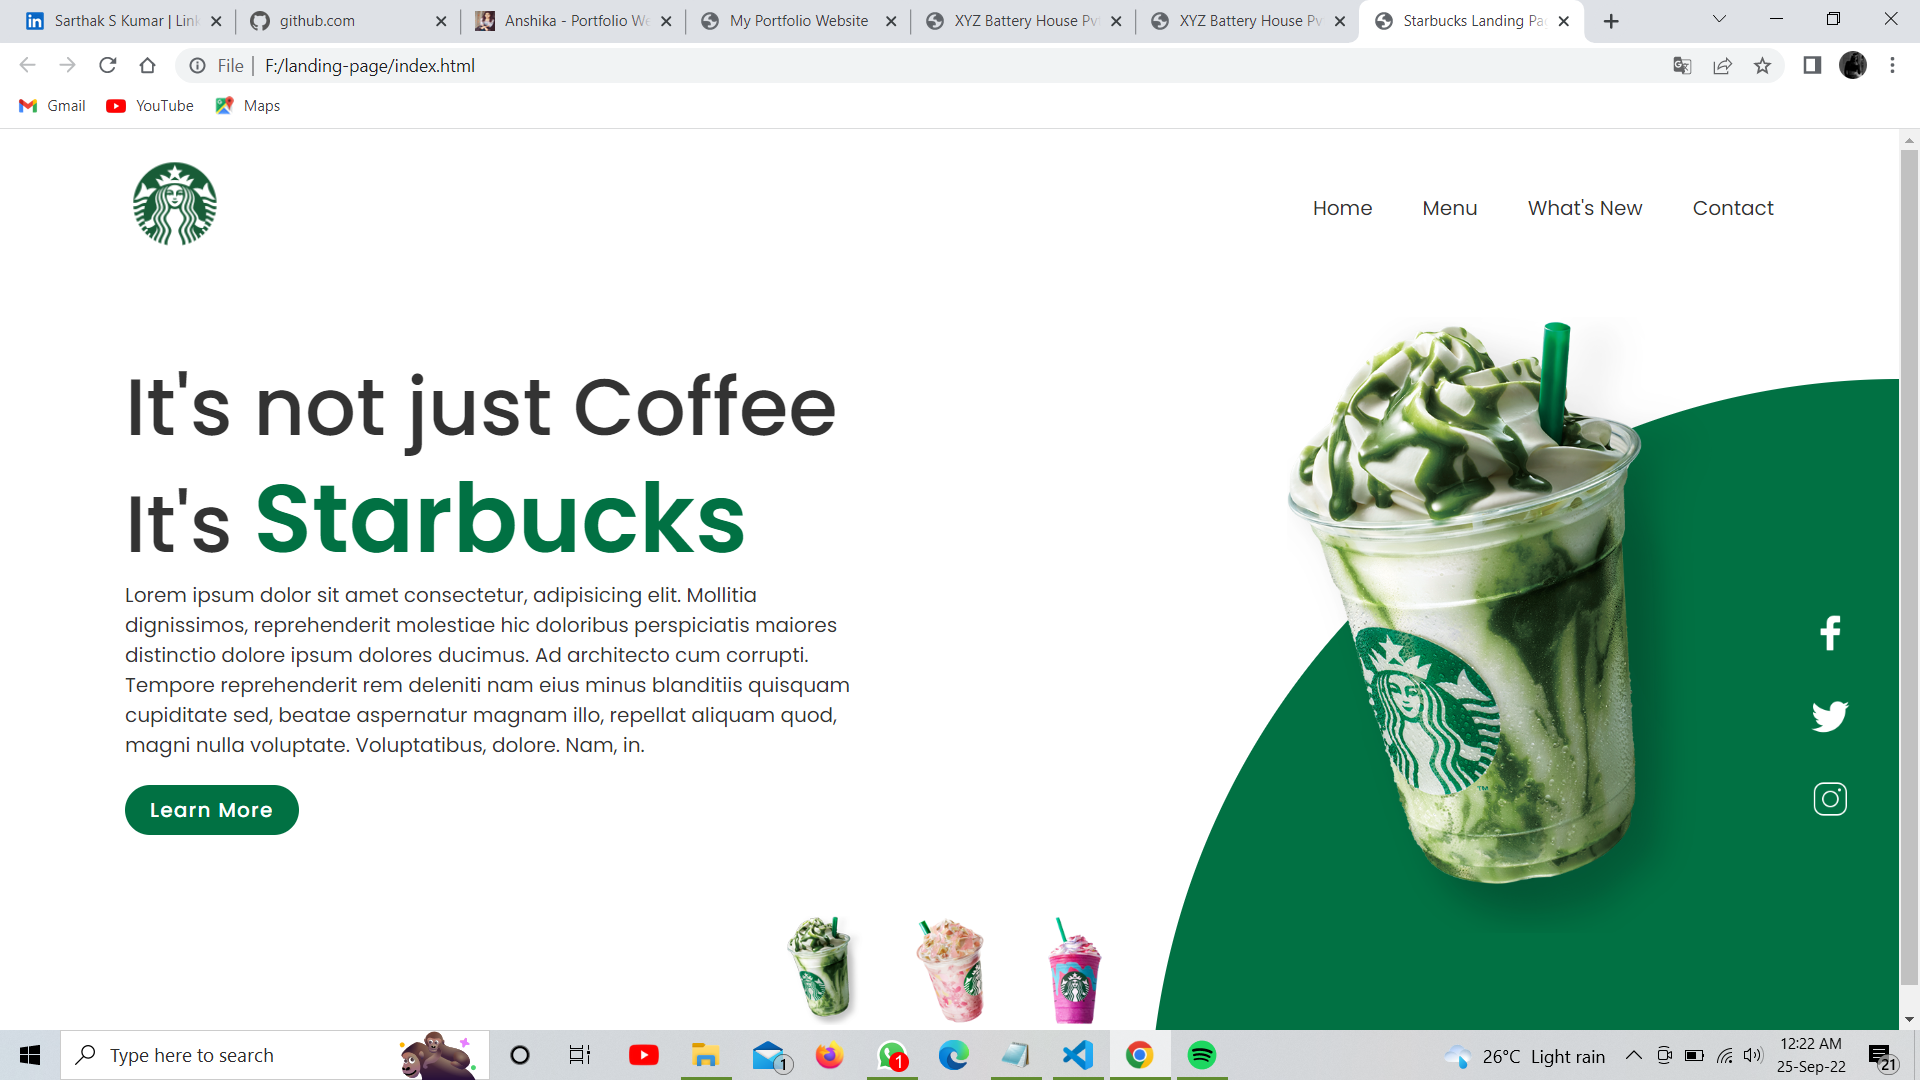 Sarthak S Kumar | Link
github.com
Anshika - Portfolio We
My Portfolio Website
XYZ Battery House Pvt
XYZ Battery House Pv
Starbucks Landing Pa
File | F:/landing-page/index.html
Gmail
YouTube
Maps
Home
Menu
What's New
Contact
It's not just Coffee
It's Starbucks
Lorem ipsum dolor sit amet consectetur, adipisicing elit. Mollitia
dignissimos, reprehenderit molestiae hic doloribus perspiciatis maiores
distinctio dolore ipsum dolores ducimus. Ad architecto cum corrupti.
Tempore reprehenderit rem deleniti nam eius minus blanditiis quisquam
cupiditate sed, beatae aspernatur magnam illo, repellat aliquam quod,
magni nulla voluptate. Voluptatibus, dolore. Nam, in.
Learn More
Type here to search
1
1
26°C Light rain
12:22 AM
25-Sep-22
21